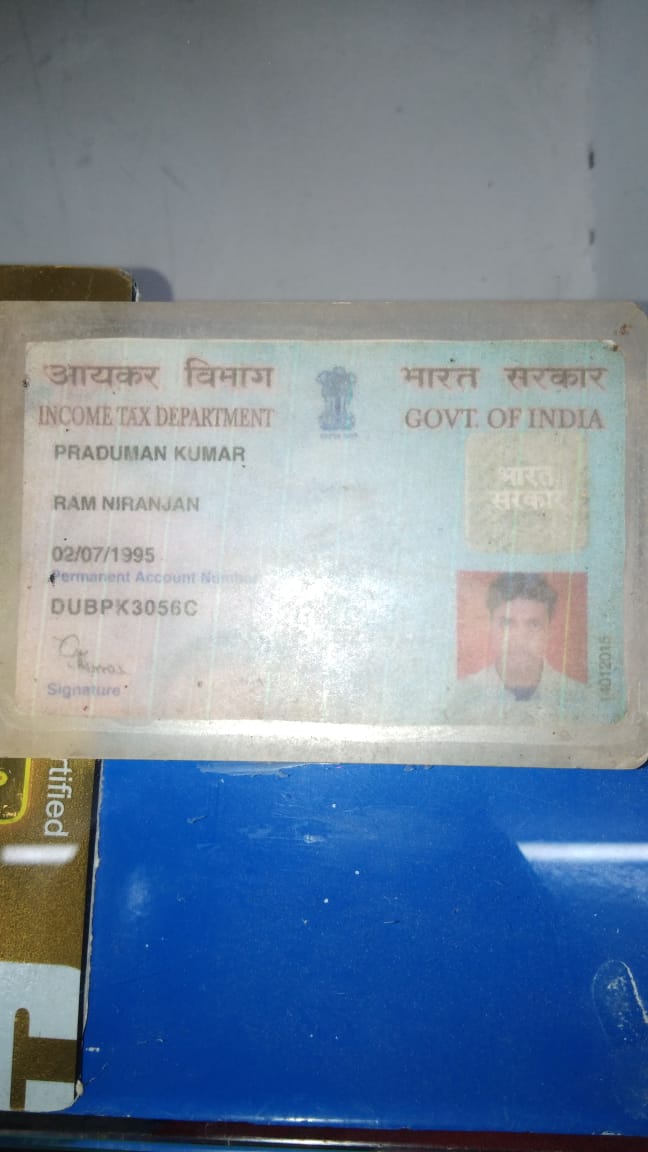 आयकर विभाग
भारत सरकार
INCOME TAX DEPARTMENT
GOVT. OF INDIA
PRADUMAN KUMAR
भारत
सरकार
RAM NIRANJAN
02/07/1995
Permanent Account Number
DUBPK3056C
Signature
14012015
rtified